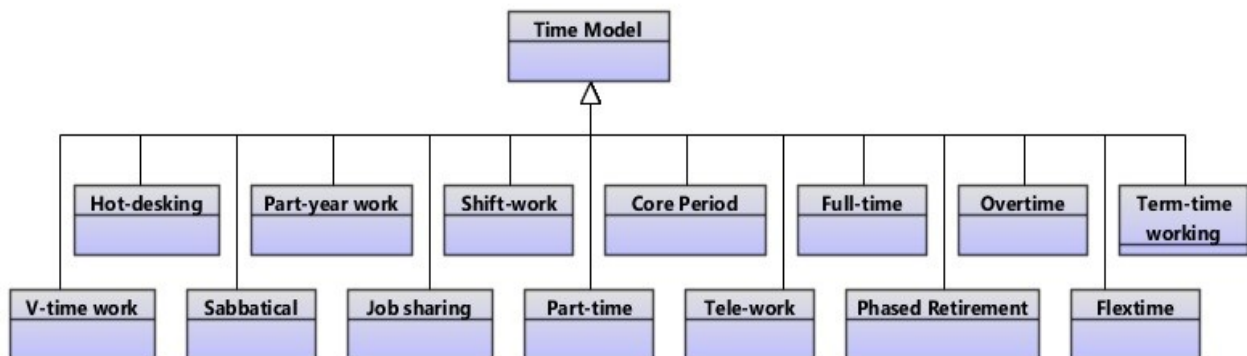 Time Model
Hot-desking
Part-year work
Shift-work
Core Period
Full-time
Overtime
Term-time
working
V-time work
Sabbatical
Job sharing
Part-time
Tele-work
Phased Retirement
Flextime